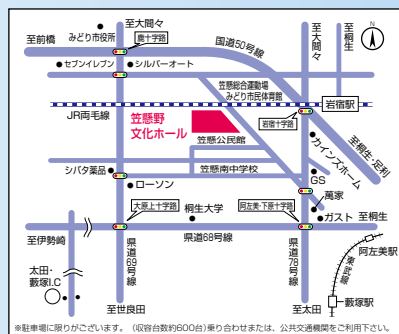 至大間々
鹿十字路
みどり市役所
国道50号線
至大間々
至桐生
N
至前橋
セブンイレブン
シルバーオート
笠懸総合運動場
みどり市民体育館
岩宿駅
JR両毛線
笠懸野
文化ホール
岩宿十字路
笠懸公民館
カインズホーム
至桐生・足利
シバタ薬品
笠懸南中学校
GS
ローソン
萬家
大原上十字路
桐生大学
阿左美・下原十字路
ガスト
至桐生
至伊勢崎
県道68号線
阿左美駅
太田・
藪塚I.C
県道69号線
県道78号線
東武線
藪塚駅
至世良田
至太田
※駐車場に限りがございます。(収容台数約600台)乗り合わせまたは、公共交通機関をご利用下さい。